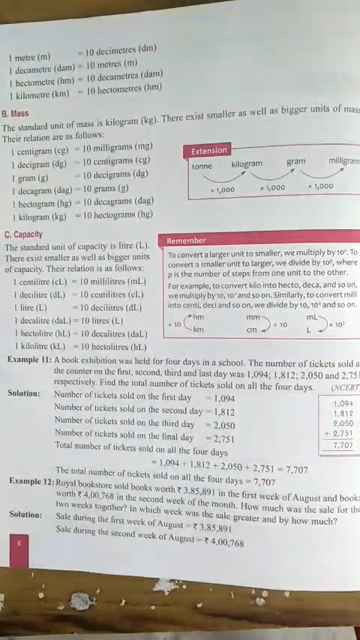 1 metre (m) = 10 decimetres (dm)
1 decametre (dam) = 10 metres (m)
1 hectometre (hm) = 10 decametres (dam)
1 kilometre (km) = 10 hectometres (hm)
B. Mass
The standard unit of mass is kilogram (kg). There exist smaller as well as bigger units of mass
Their relation are as follows:
1 centigram (cg) = 10 milligrams (mg)
1 decigram (dg) = 10 centigrams (cg)
1 gram (g) = 10 decigrams (dg)
1 decagram (dag) = 10 grams (g)
1 hectogram (hg) = 10 decagrams (dag)
1 kilogram (kg) = 10 hectograms (hg)
Extension
tonne kilogram gram milligram
× 1,000 × 1,000 × 1,000
C. Capacity
The standard unit of capacity is litre (L).
There exist smaller as well as bigger units
of capacity. Their relation is as follows:
1 centilitre (cL) = 10 millilitres (mL)
1 decilitre (dL) = 10 centilitres (cL)
1 litre (L) = 10 decilitres (dL)
1 decalitre (daL) = 10 litres (L)
1 hectolitre (hL) = 10 decalitres (daL)
1 kilolitre (kL) = 10 hectolitres (hL)
Remember
To convert a larger unit to smaller, we multiply by 10ᵖ. To
convert a smaller unit to larger, we divide by 10ᵖ, where
p is the number of steps from one unit to the other.
For example, to convert kilo into hecto, deca, and so on,
we multiply by 10, 10² and so on. Similarly, to convert milli
into centi, deci and so on, we divide by 10, 10² and so on.
× 10 hm km mm cm ÷ 10 mL L ÷ 10³
Example 11: A book exhibition was held for four days in a school. The number of tickets sold a
the counter on the first, second, third and last day was 1,094; 1,812; 2,050 and 2,751
respectively. Find the total number of tickets sold on all the four days. (NCERT
Solution: Number of tickets sold on the first day = 1,094
Number of tickets sold on the second day = 1,812
Number of tickets sold on the third day = 2,050
Number of tickets sold on the final day = 2,751
Total number of tickets sold on all the four days
= 1,094 + 1,812 + 2,050 + 2,751 = 7,707
The total number of tickets sold on all the four days = 7,707
1,094
1,812
2,050
+ 2,751
7,707
Example 12: Royal bookstore sold books worth ₹ 3,85,891 in the first week of August and books
worth ₹ 4,00,768 in the second week of the month. How much was the sale for the
two weeks together? In which week was the sale greater and by how much?
Solution: Sale during the first week of August = ₹ 3,85,891
Sale during the second week of August = ₹ 4,00,768
8